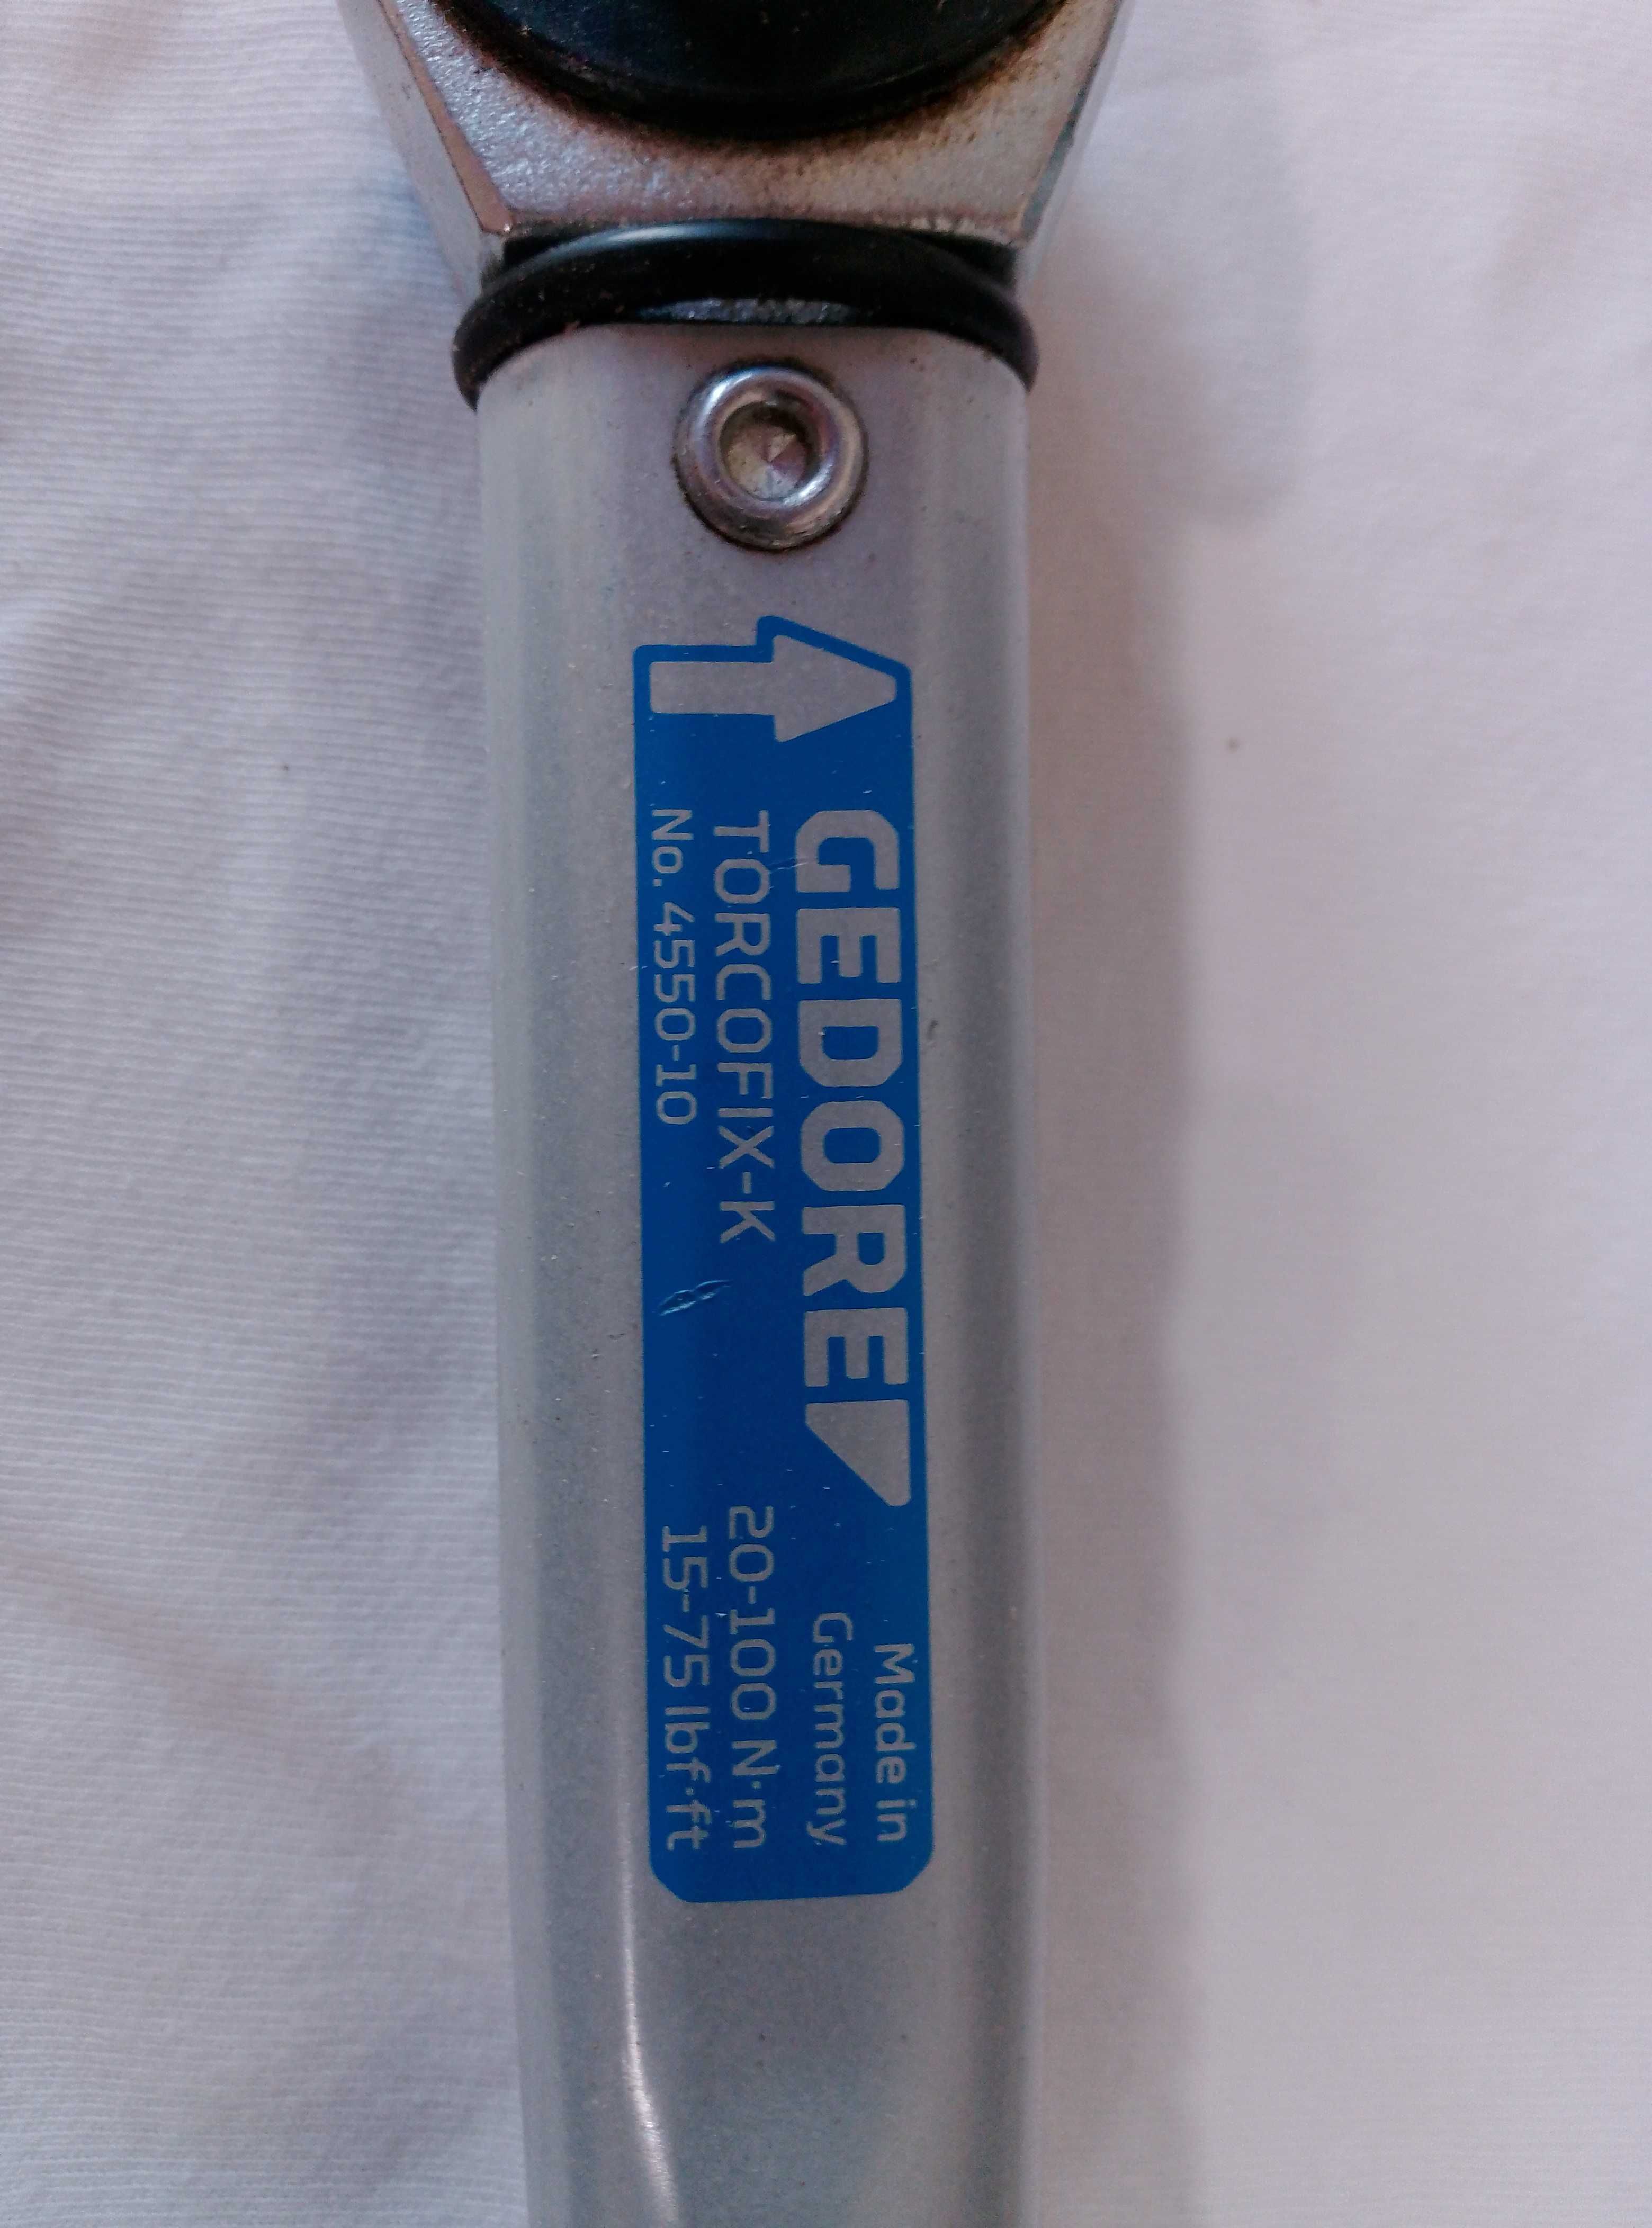 GEDORE
TORCOFIX-K
No. 4550-10
Made in
Germany
20-100 N·m
15-75 lbf·ft